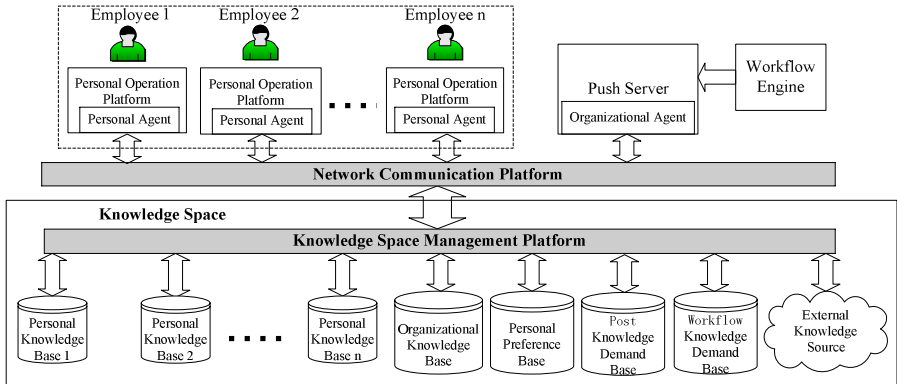 Employee 1
Employee 2
Employee n
Personal Operation
Platform
Personal Agent
Personal Operation
Platform
Personal Agent
Personal Operation
Platform
Personal Agent
Push Server
Organizational Agent
Workflow
Engine
Network Communication Platform
Knowledge Space
Knowledge Space Management Platform
Personal
Knowledge
Base 1
Personal
Knowledge
Base 2
Personal
Knowledge
Base n
Organizational
Knowledge
Base
Personal
Preference
Base
Post
Knowledge
Demand
Base
Workflow
Knowledge
Demand
Base
External
Knowledge
Source